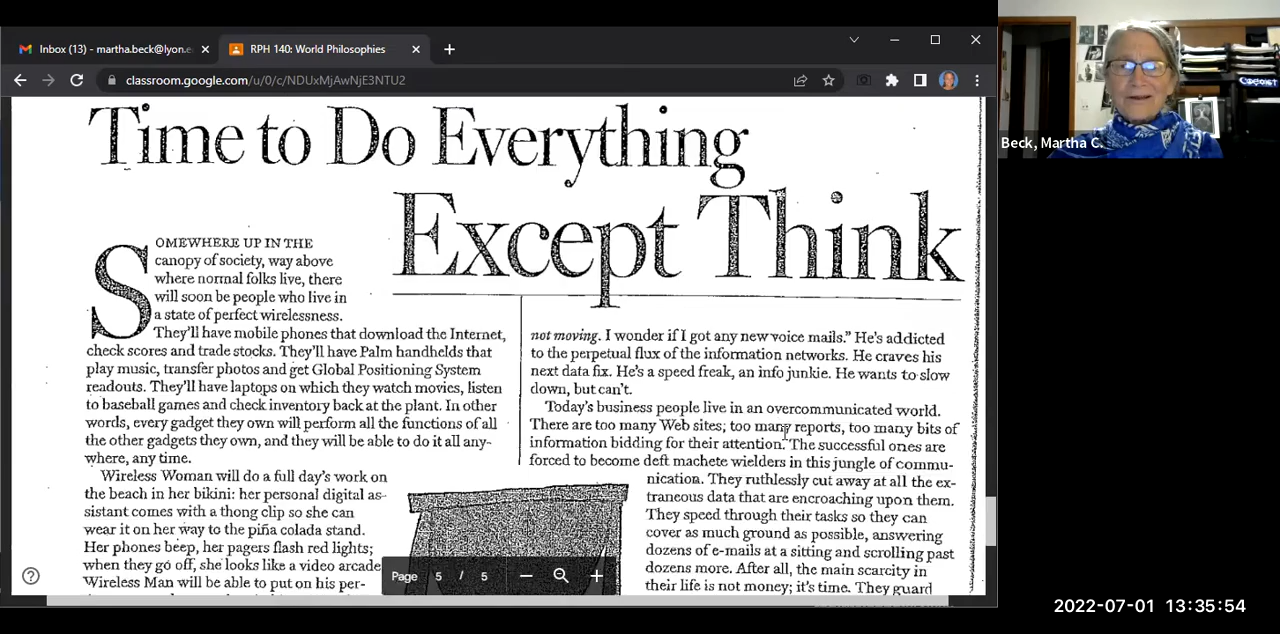 Inbox (13) - martha.beck@lyon.e
RPH 140: World Philosophies
classroom.google.com/u/0/c/NDUxMjAwNjE3NTU2
Beck, Martha C.
Coexist
Time to Do Everything
Except Think
SOMEWHERE UP IN THE
canopy of society, way above
where normal folks live, there
will soon be people who live in
a state of perfect wirelessness.
They'll have mobile phones that download the Internet,
check scores and trade stocks. They'll have Palm handhelds that
play music, transfer photos and get Global Positioning System
readouts. They'll have laptops on which they watch movies, listen
to baseball games and check inventory back at the plant. In other
words, every gadget they own will perform all the functions of all
the other gadgets they own, and they will be able to do it all any-
where, any time.
Wireless Woman will do a full day's work on
the beach in her bikini: her personal digital as-
sistant comes with a thong clip so she can
wear it on her way to the piña colada stand.
Her phones beep, her pagers flash red lights;
when they go off, she looks like a video arcade
Wireless Man will be able to put on his per-
not moving. I wonder if I got any new voice mails." He's addicted
to the perpetual flux of the information networks. He craves his
next data fix. He's a speed freak, an info junkie. He wants to slow
down, but can't.
Today's business people live in an overcommunicated world.
There are too many Web sites; too many reports, too many bits of
information bidding for their attention. The successful ones are
forced to become deft machete wielders in this jungle of commu-
nication. They ruthlessly cut away at all the ex-
traneous data that are encroaching upon them.
They speed through their tasks so they can
cover as much ground as possible, answering
dozens of e-mails at a sitting and scrolling past
dozens more. After all, the main scarcity in
their life is not money; it's time. They guard
Page 5 / 5
2022-07-01 13:35:54